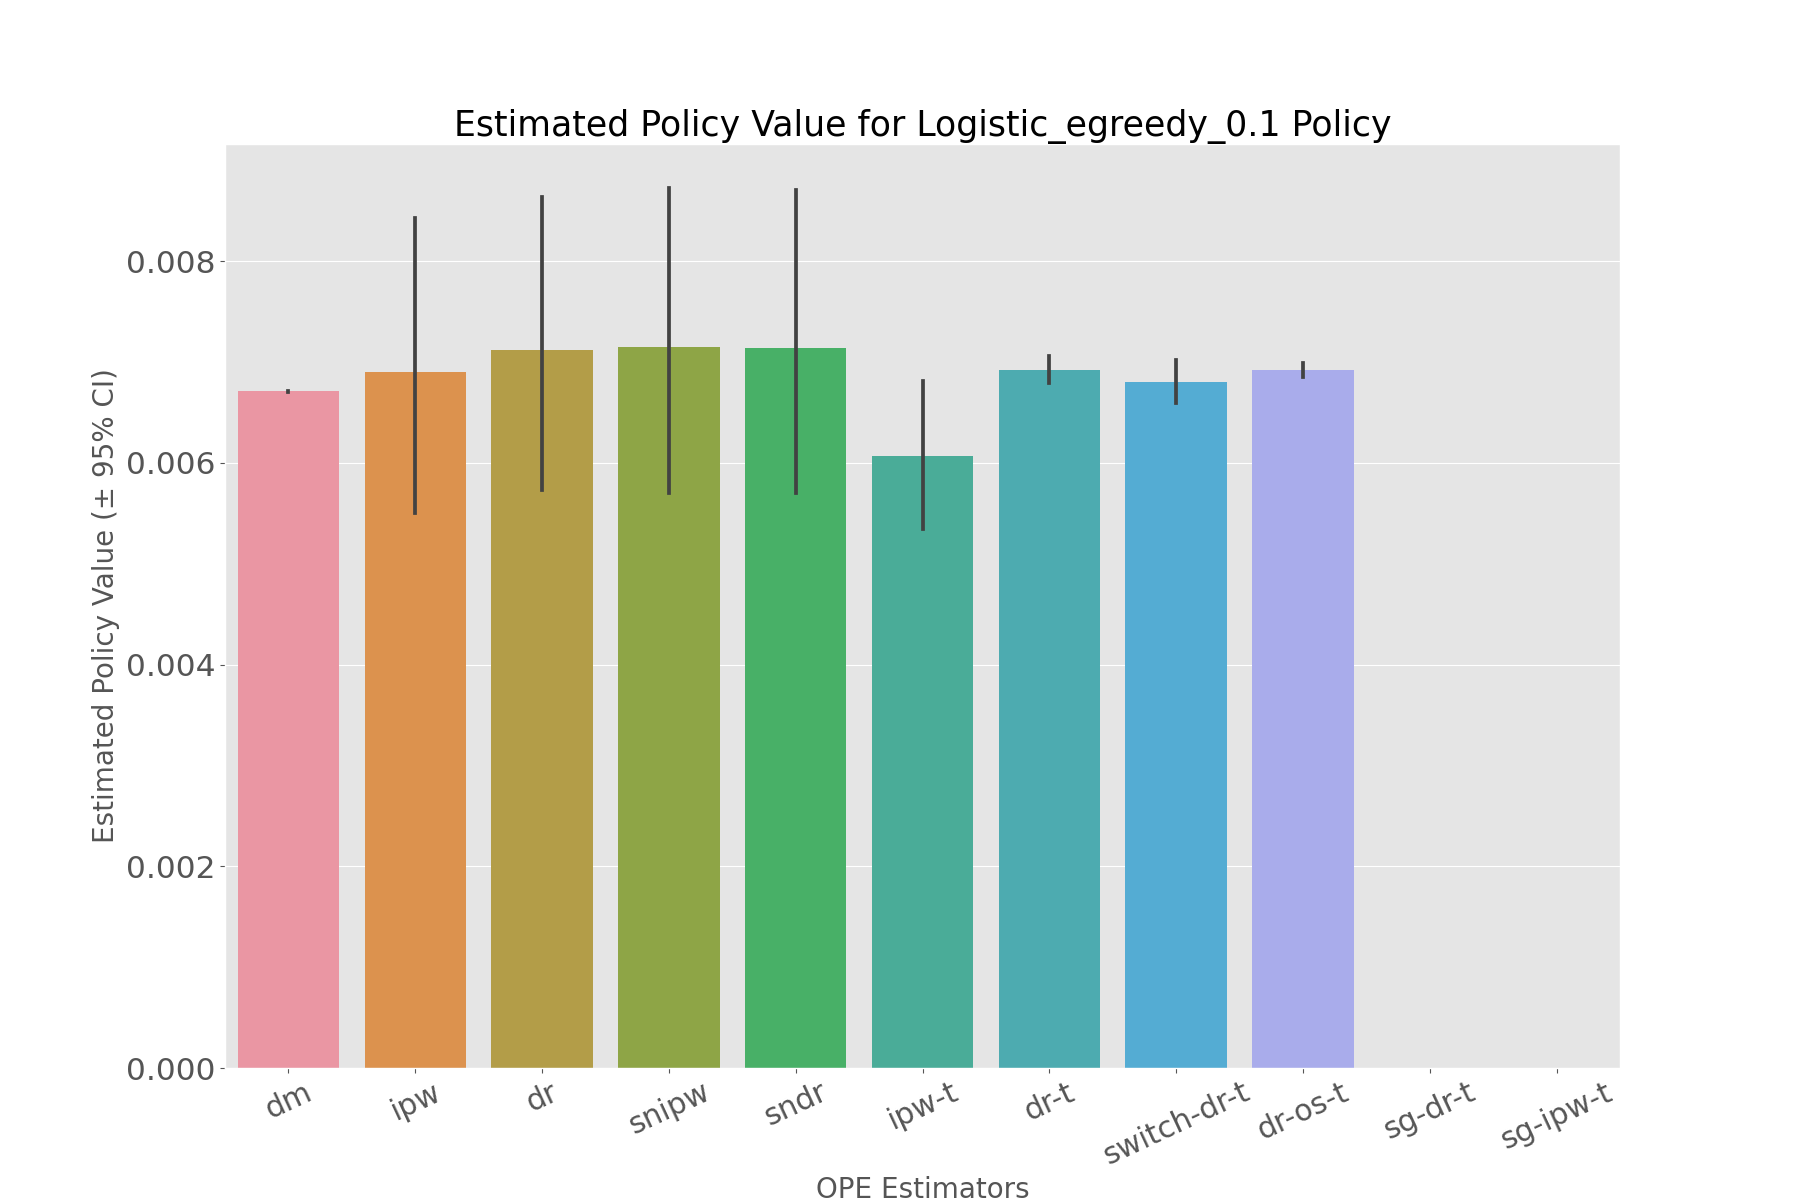 Estimated Policy Value for Logistic_egreedy_0.1 Policy
Estimated Policy Value (± 95% CI)
0.008
0.006
0.004
0.002
0.000
dm
ipw
dr
snipw
sndr
ipw-t
dr-t
switch-dr-t
dr-os-t
sg-dr-t
sg-ipw-t
OPE Estimators